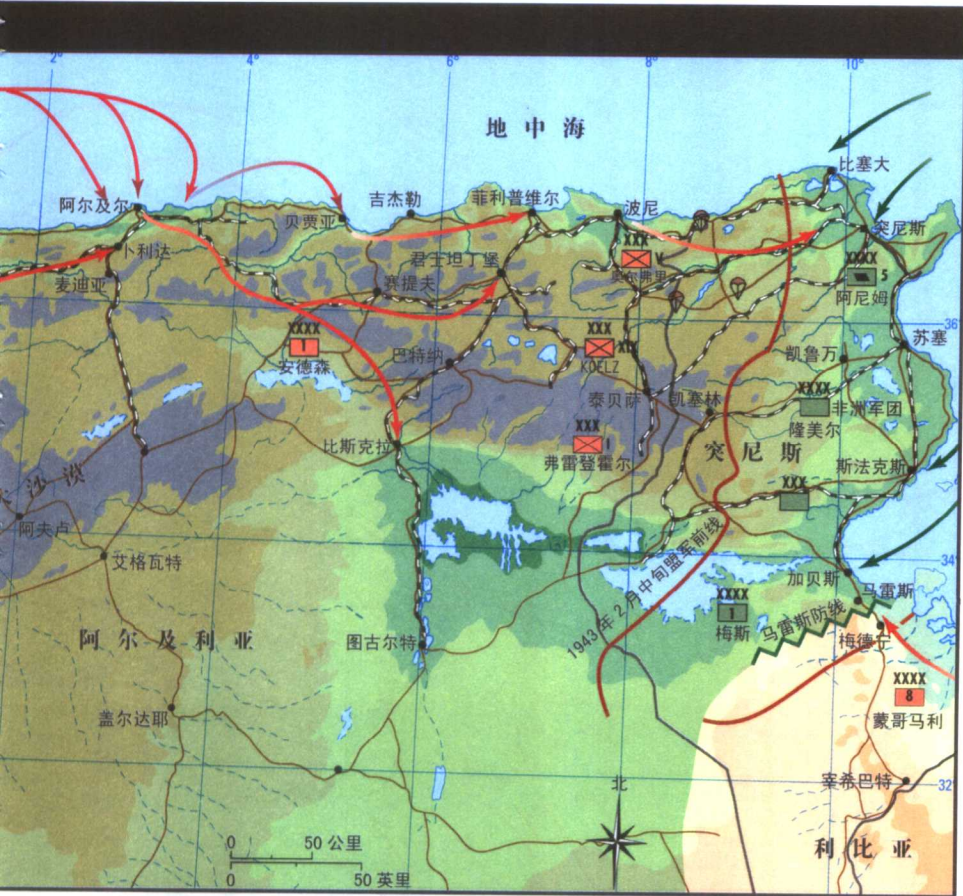 2°
4°
6°
8°
10°
地中海
比塞大
阿尔及尔
贝贾亚
吉杰勒
菲利普维尔
波尼
突尼斯
卜利达
麦迪亚
君士坦丁堡
赛提夫
XXX
V
XXXX
5
阿尼姆
36
XXXX
1
安德森
巴特纳
XXX
XIX
KOELZ
凯鲁万
苏塞
泰贝萨
凯塞林
XXXX
非洲军团
隆美尔
比斯克拉
XXX
1
弗雷登霍尔
突尼斯
斯法克斯
沙漠
XXX
阿夫卢
艾格瓦特
34°
1943年2月中旬盟军前线
加贝斯
马雷斯
XXXX
1
梅斯
马雷斯防线
梅德宁
阿尔及利亚
图古尔特
XXXX
8
蒙哥马利
盖尔达耶
宰希巴特
32°
北
利比亚
0 50公里
0 50英里